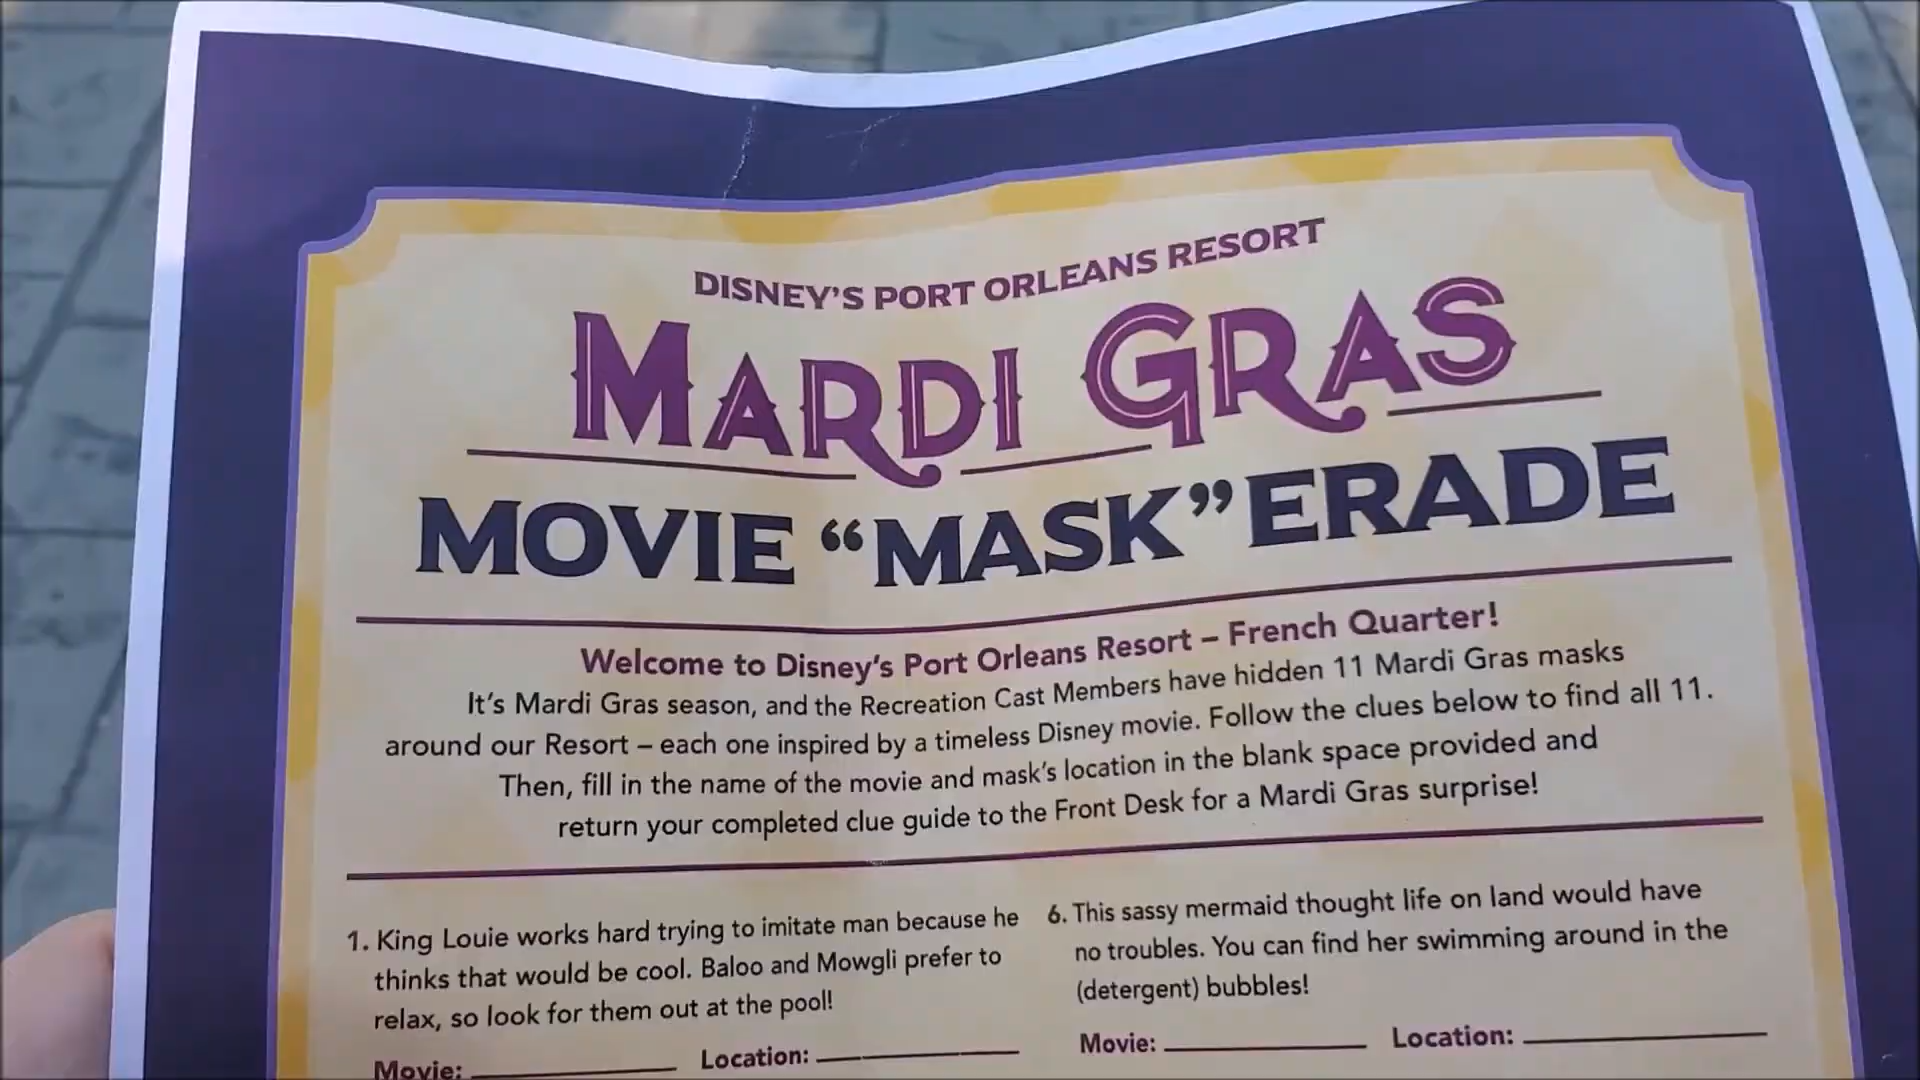 DISNEY'S PORT ORLEANS RESORT
MARDI GRAS
MOVIE “MASK”ERADE
Welcome to Disney's Port Orleans Resort – French Quarter!
It's Mardi Gras season, and the Recreation Cast Members have hidden 11 Mardi Gras masks
around our Resort – each one inspired by a timeless Disney movie. Follow the clues below to find all 11.
Then, fill in the name of the movie and mask's location in the blank space provided and
return your completed clue guide to the Front Desk for a Mardi Gras surprise!
1. King Louie works hard trying to imitate man because he
thinks that would be cool. Baloo and Mowgli prefer to
relax, so look for them out at the pool!
Movie: Location:
6. This sassy mermaid thought life on land would have
no troubles. You can find her swimming around in the
(detergent) bubbles!
Movie: Location: